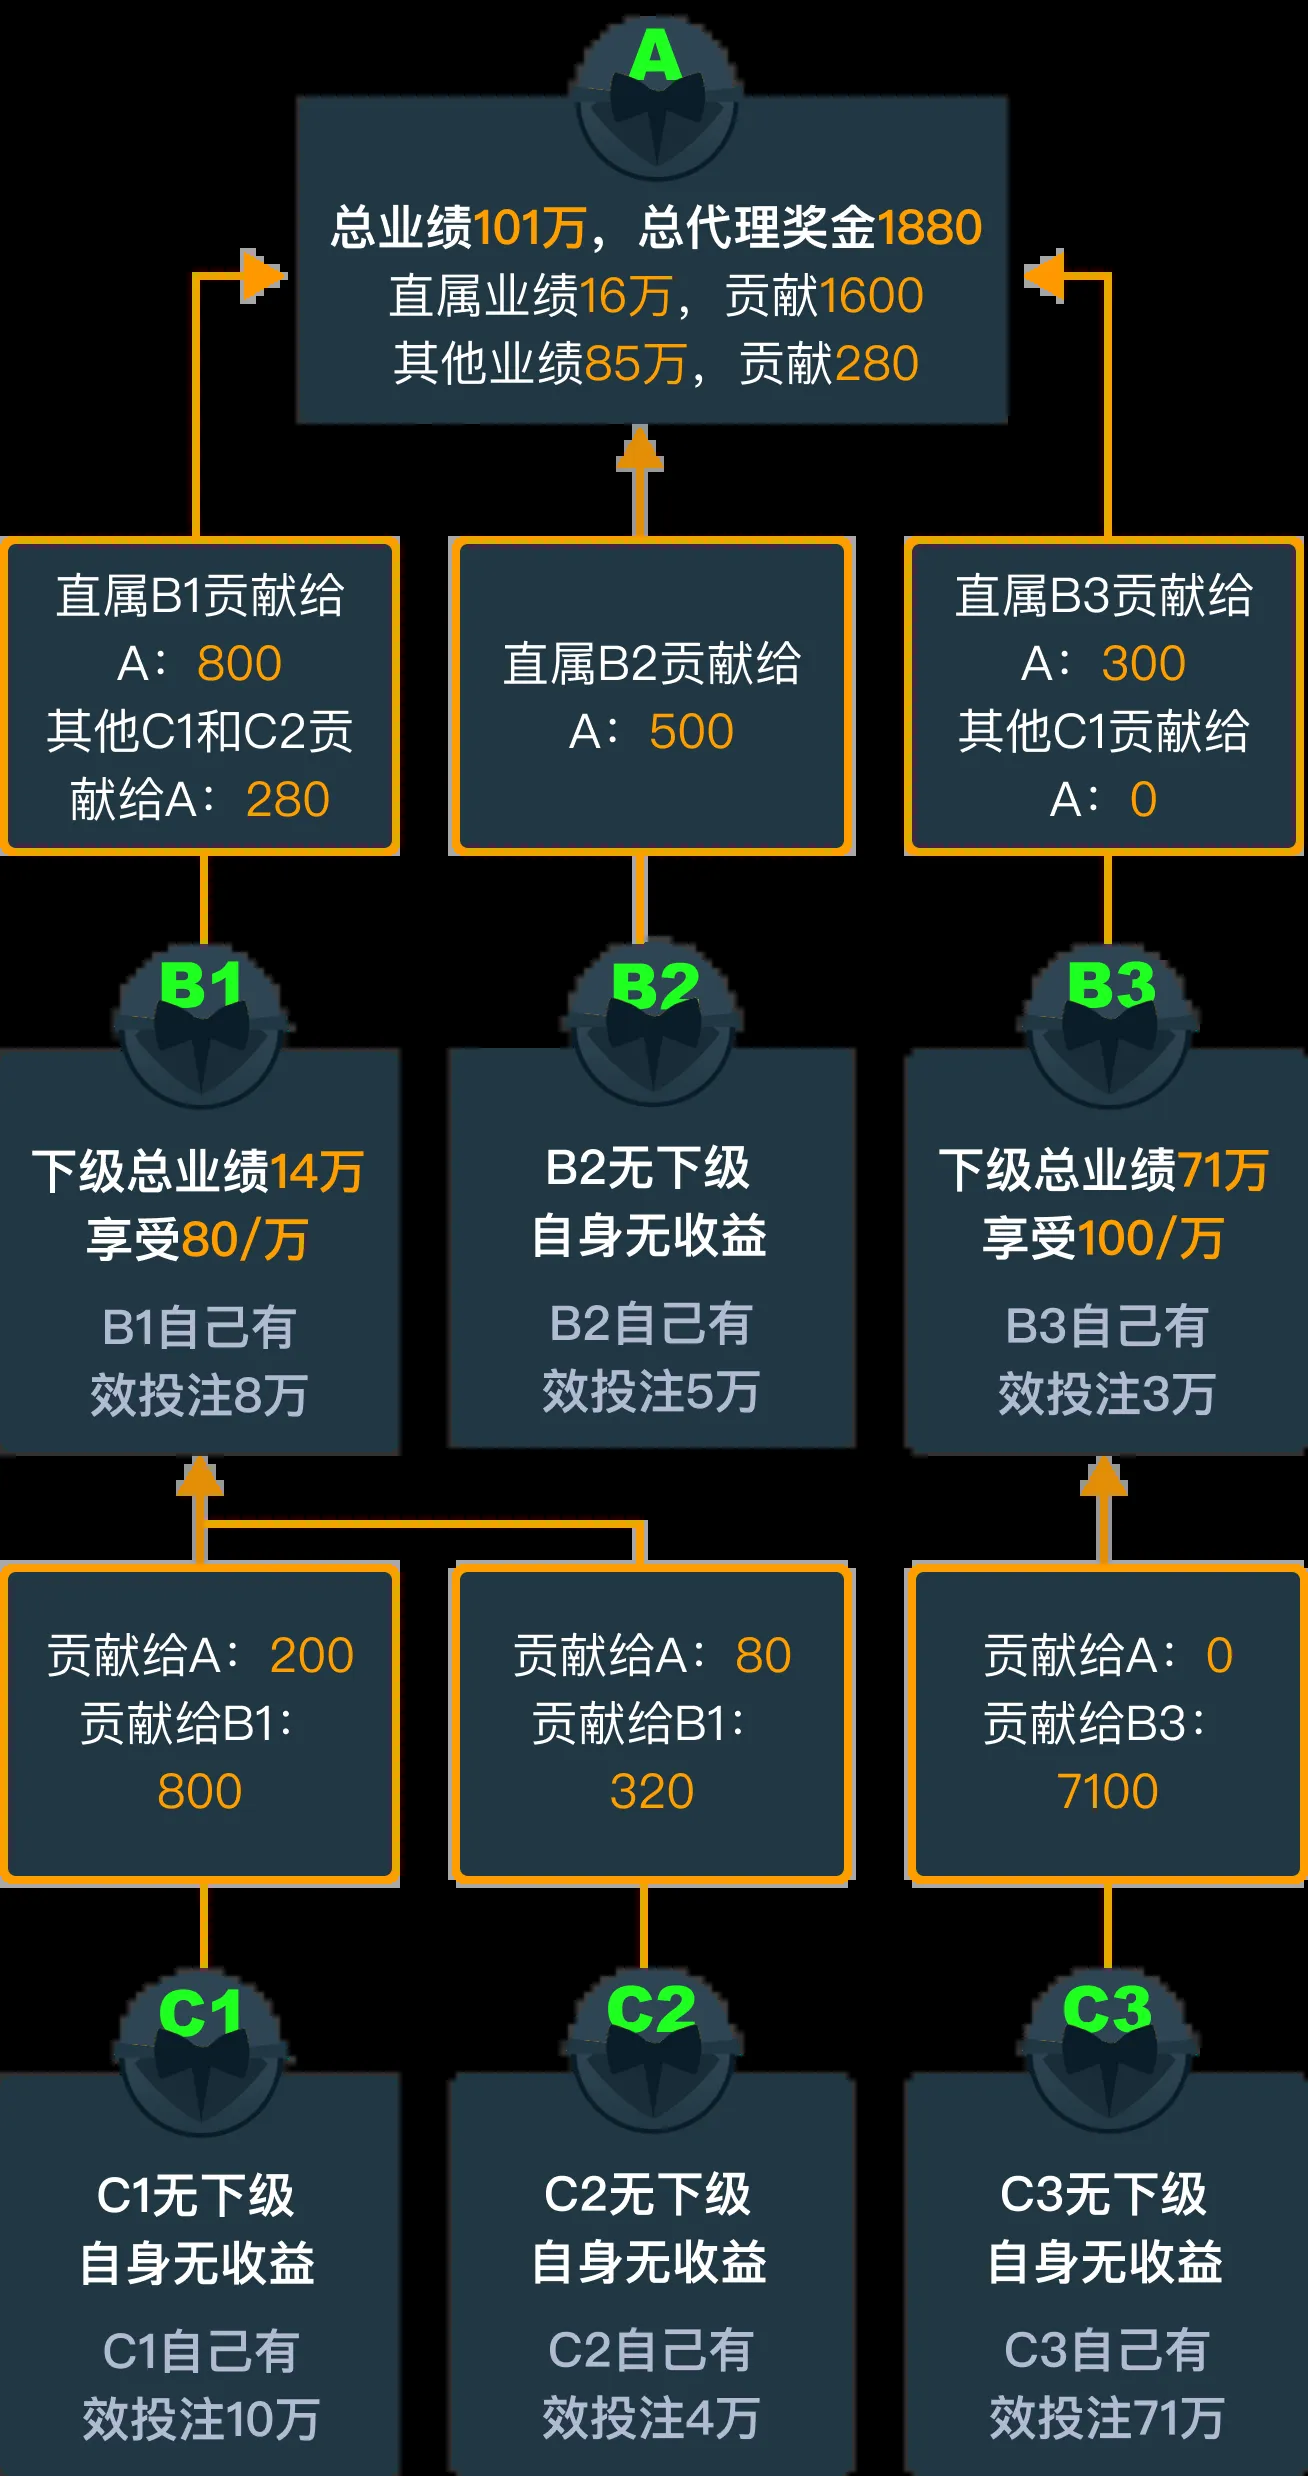 A
总业绩101万，总代理奖金1880
直属业绩16万，贡献1600
其他业绩85万，贡献280
直属B1贡献给
A：800
其他C1和C2贡
献给A：280
直属B2贡献给
A：500
直属B3贡献给
A：300
其他C1贡献给
A：0
B1
下级总业绩14万
享受80/万
B1自己有
效投注8万
B2
B2无下级
自身无收益
B2自己有
效投注5万
B3
下级总业绩71万
享受100/万
B3自己有
效投注3万
贡献给A：200
贡献给B1：
800
贡献给A：80
贡献给B1：
320
贡献给A：0
贡献给B3：
7100
C1
C1无下级
自身无收益
C1自己有
效投注10万
C2
C2无下级
自身无收益
C2自己有
效投注4万
C3
C3无下级
自身无收益
C3自己有
效投注71万